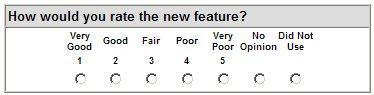 How would you rate the new feature?
Very Good Good Fair Poor Very Poor No Opinion Did Not Use
1 2 3 4 5